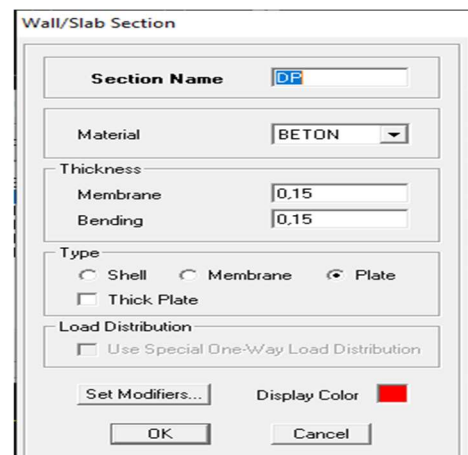 Wall/Slab Section
Section Name DP
Material BETON
Thickness
Membrane 0,15
Bending 0,15
Type
Shell Membrane Plate
Thick Plate
Load Distribution
Use Special One-Way Load Distribution
Set Modifiers... Display Color
OK Cancel